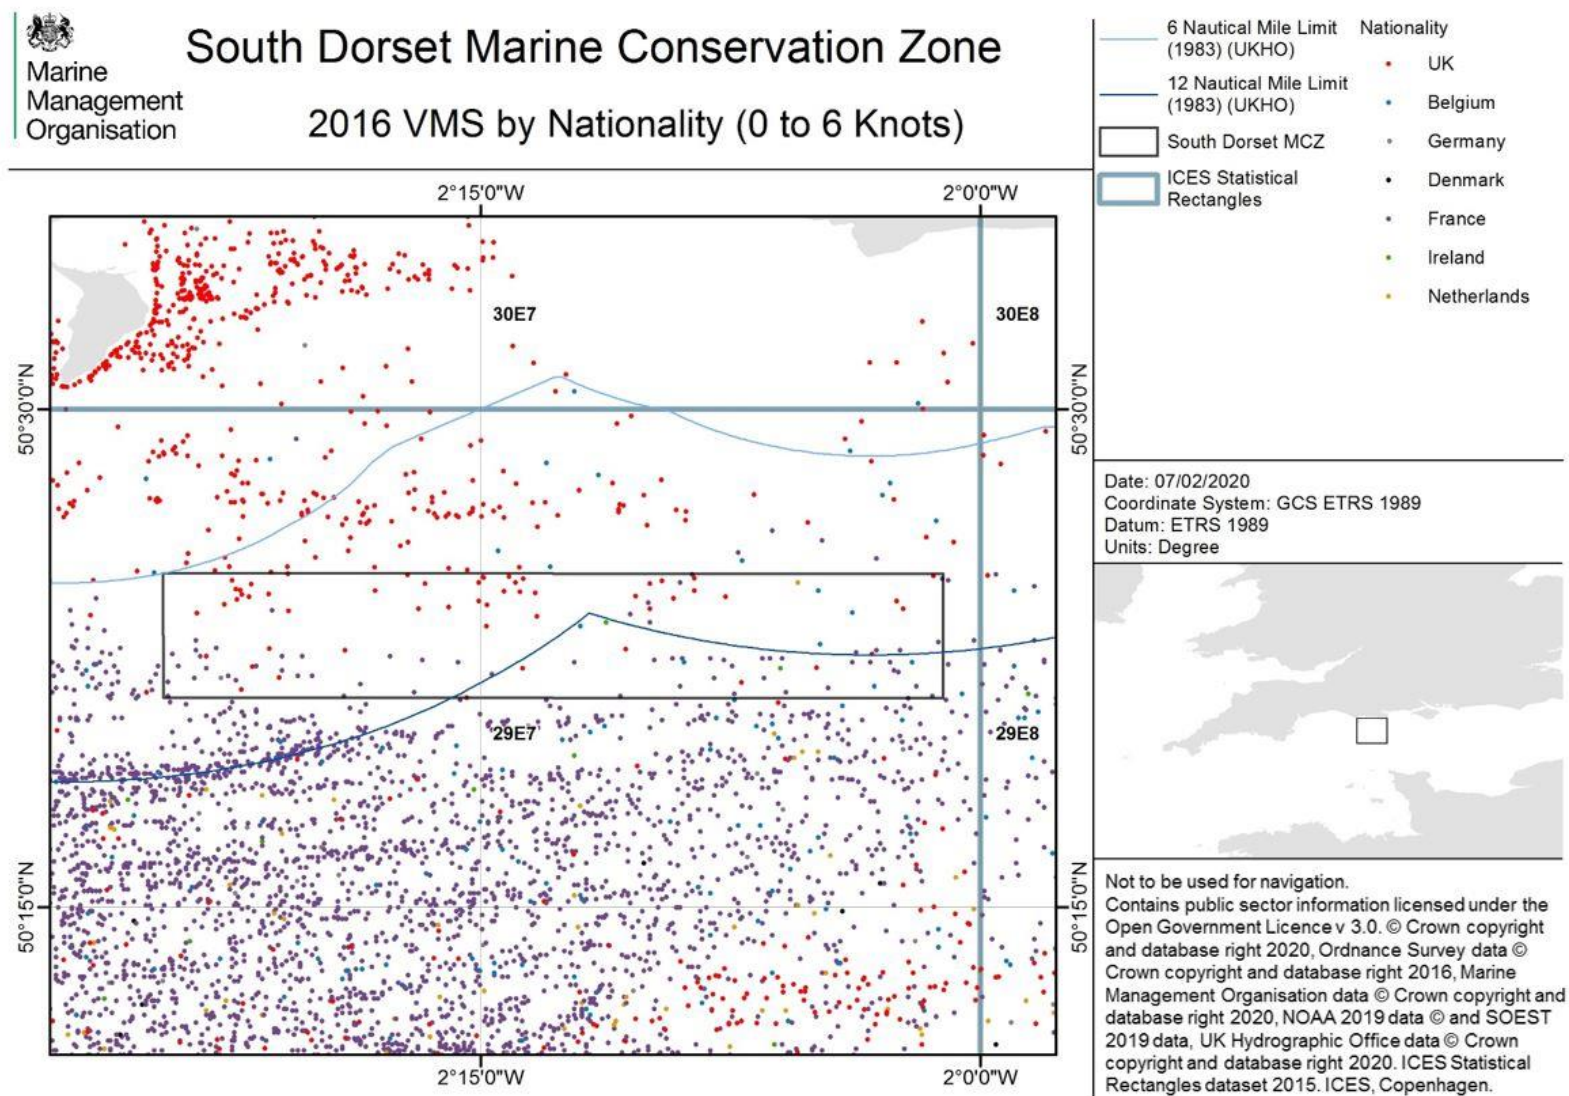 Marine
Management
Organisation
South Dorset Marine Conservation Zone
2016 VMS by Nationality (0 to 6 Knots)
6 Nautical Mile Limit
(1983) (UKHO)
12 Nautical Mile Limit
(1983) (UKHO)
South Dorset MCZ
ICES Statistical
Rectangles
Nationality
UK
Belgium
Germany
Denmark
France
Ireland
Netherlands
2°15'0"W
2°0'0"W
30E7
30E8
50°30'0"N
50°30'0"N
29E7
29E8
50°15'0"N
50°15'0"N
2°15'0"W
2°0'0"W
Date: 07/02/2020
Coordinate System: GCS ETRS 1989
Datum: ETRS 1989
Units: Degree
Not to be used for navigation.
Contains public sector information licensed under the
Open Government Licence v 3.0. © Crown copyright
and database right 2020, Ordnance Survey data ©
Crown copyright and database right 2016, Marine
Management Organisation data © Crown copyright and
database right 2020, NOAA 2019 data © and SOEST
2019 data, UK Hydrographic Office data © Crown
copyright and database right 2020. ICES Statistical
Rectangles dataset 2015. ICES, Copenhagen.